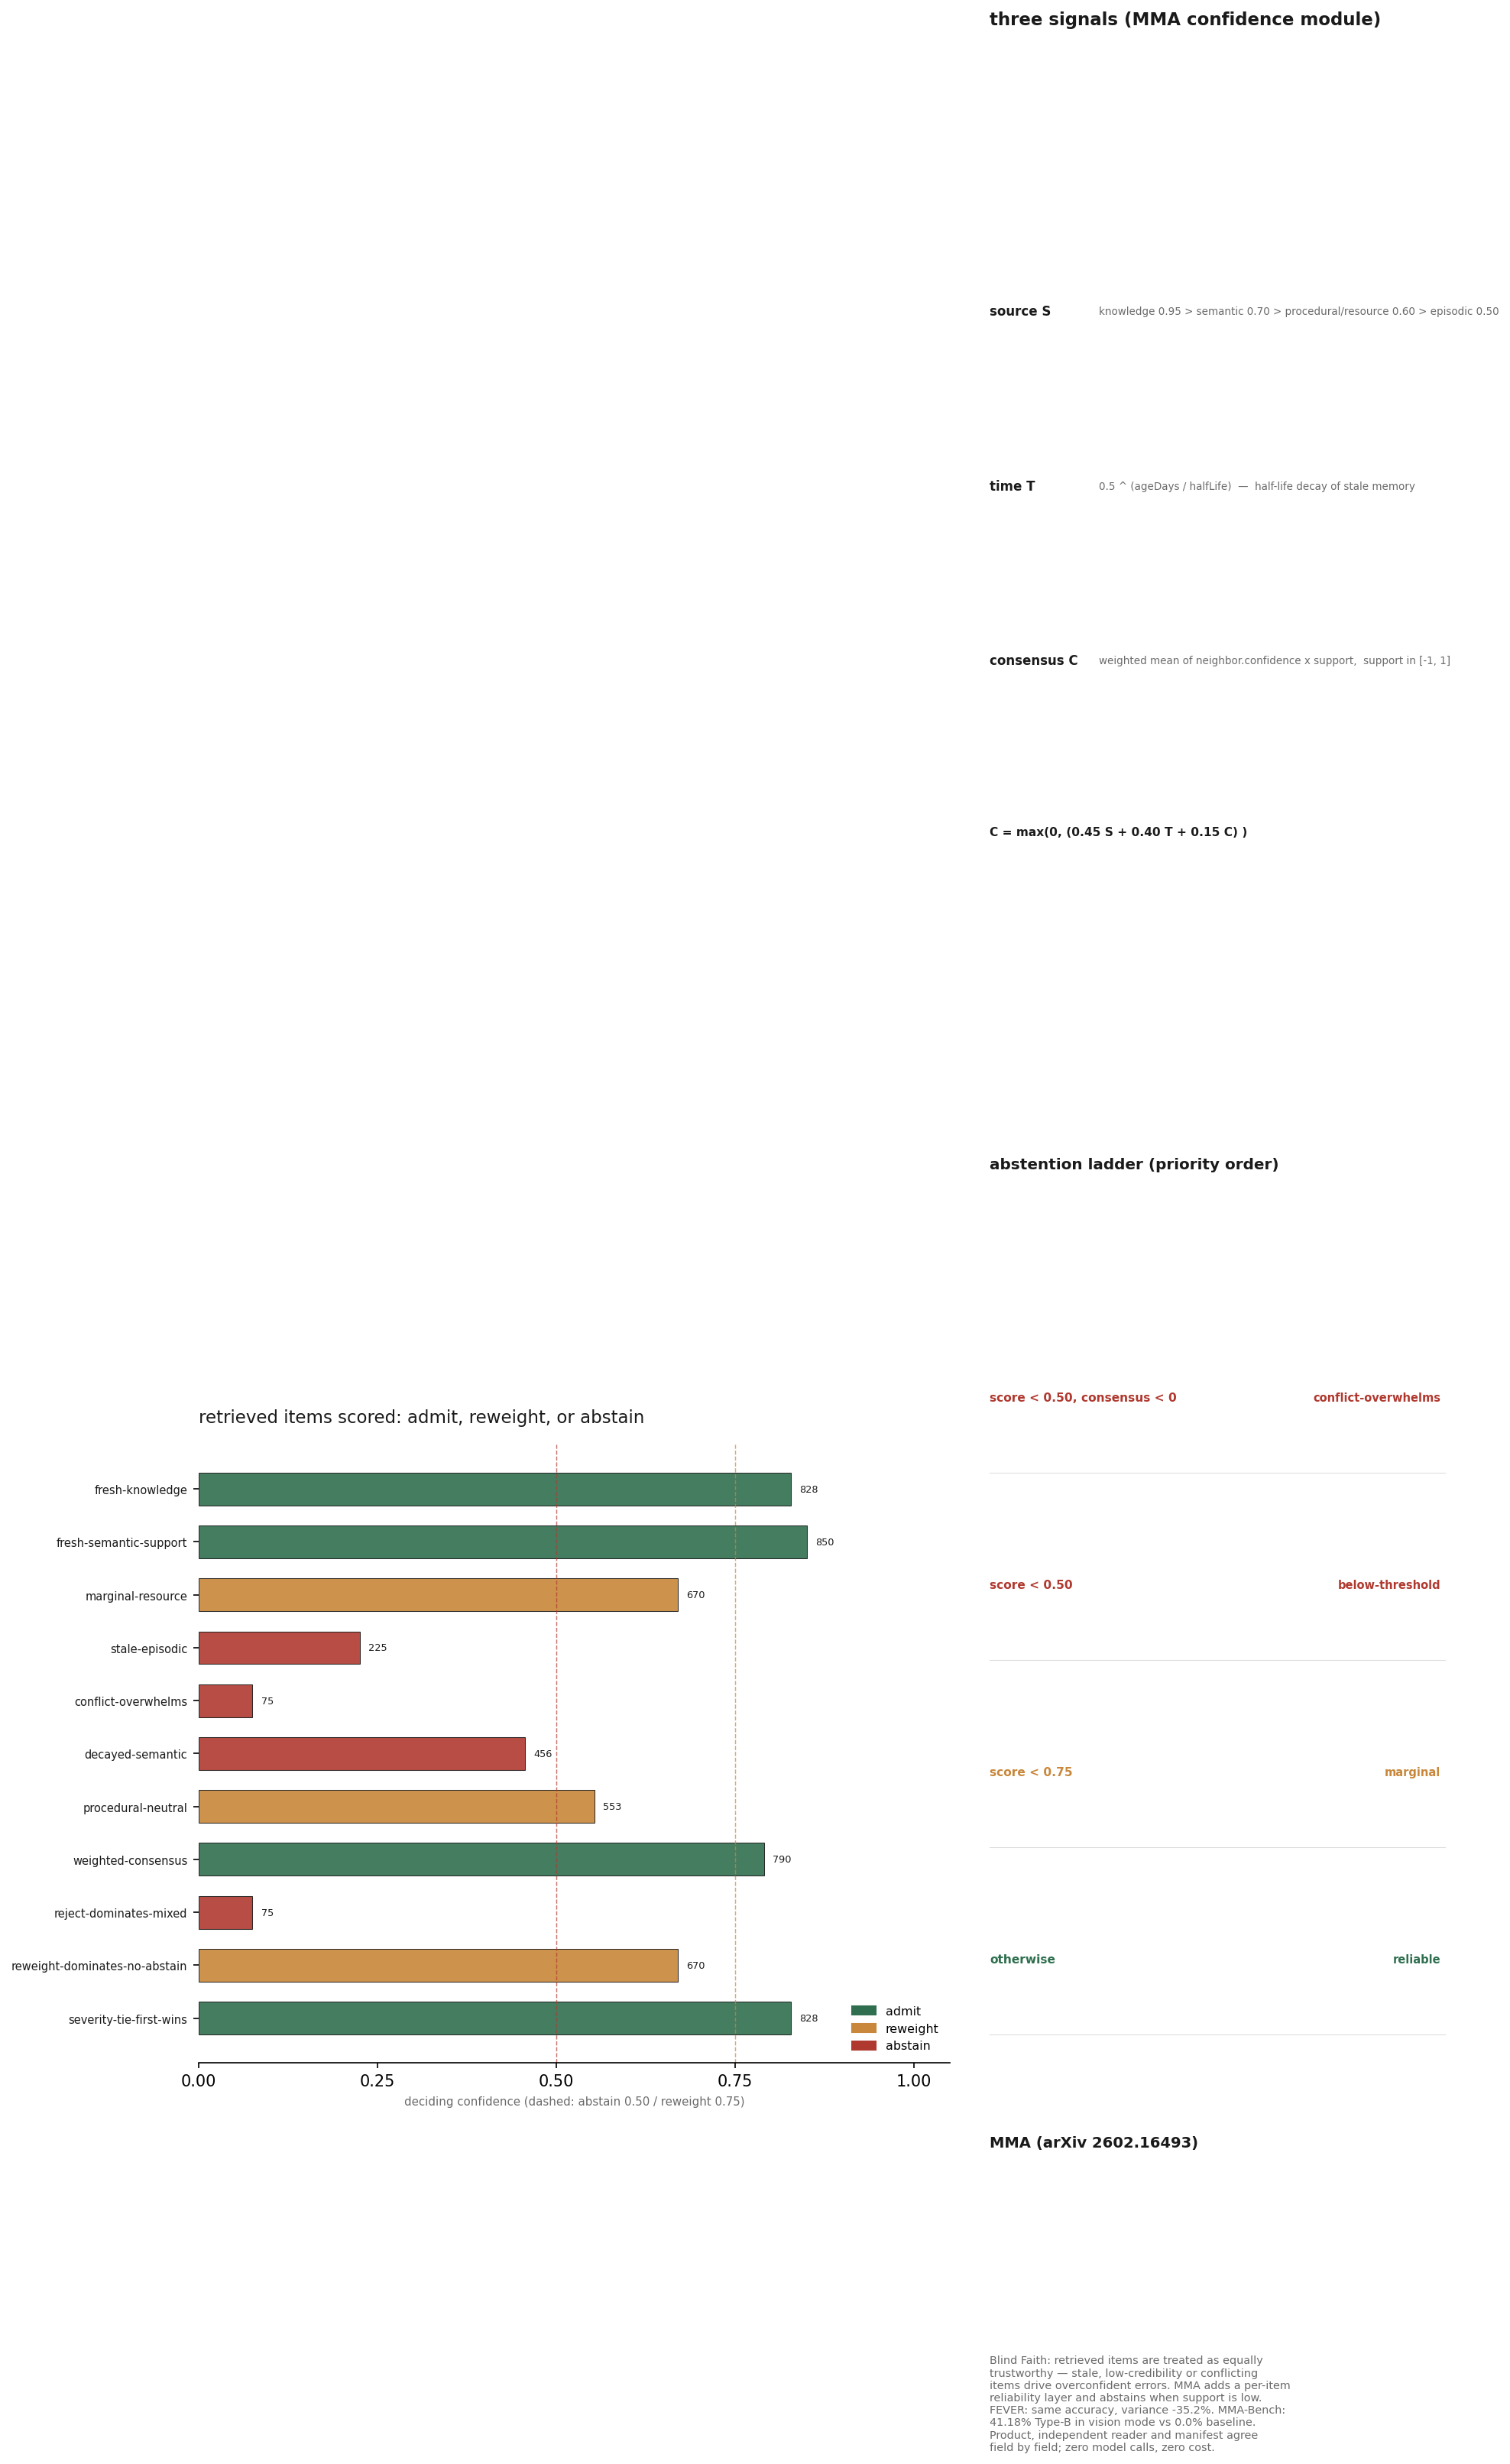 three signals (MMA confidence module)
source S knowledge 0.95 > semantic 0.70 > procedural/resource 0.60 > episodic 0.50
time T 0.5 ^ (ageDays / halfLife) — half-life decay of stale memory
consensus C weighted mean of neighbor.confidence x support, support in [-1, 1]
C = max(0, (0.45 S + 0.40 T + 0.15 C) )
abstention ladder (priority order)
score < 0.50, consensus < 0 conflict-overwhelms
score < 0.50 below-threshold
score < 0.75 marginal
otherwise reliable
retrieved items scored: admit, reweight, or abstain
fresh-knowledge 828
fresh-semantic-support 850
marginal-resource 670
stale-episodic 225
conflict-overwhelms 75
decayed-semantic 456
procedural-neutral 553
weighted-consensus 790
reject-dominates-mixed 75
reweight-dominates-no-abstain 670
severity-tie-first-wins 828
admit
reweight
abstain
0.00 0.25 0.50 0.75 1.00
deciding confidence (dashed: abstain 0.50 / reweight 0.75)
MMA (arXiv 2602.16493)
Blind Faith: retrieved items are treated as equally
trustworthy — stale, low-credibility or conflicting
items drive overconfident errors. MMA adds a per-item
reliability layer and abstains when support is low.
FEVER: same accuracy, variance -35.2%. MMA-Bench:
41.18% Type-B in vision mode vs 0.0% baseline.
Product, independent reader and manifest agree
field by field; zero model calls, zero cost.